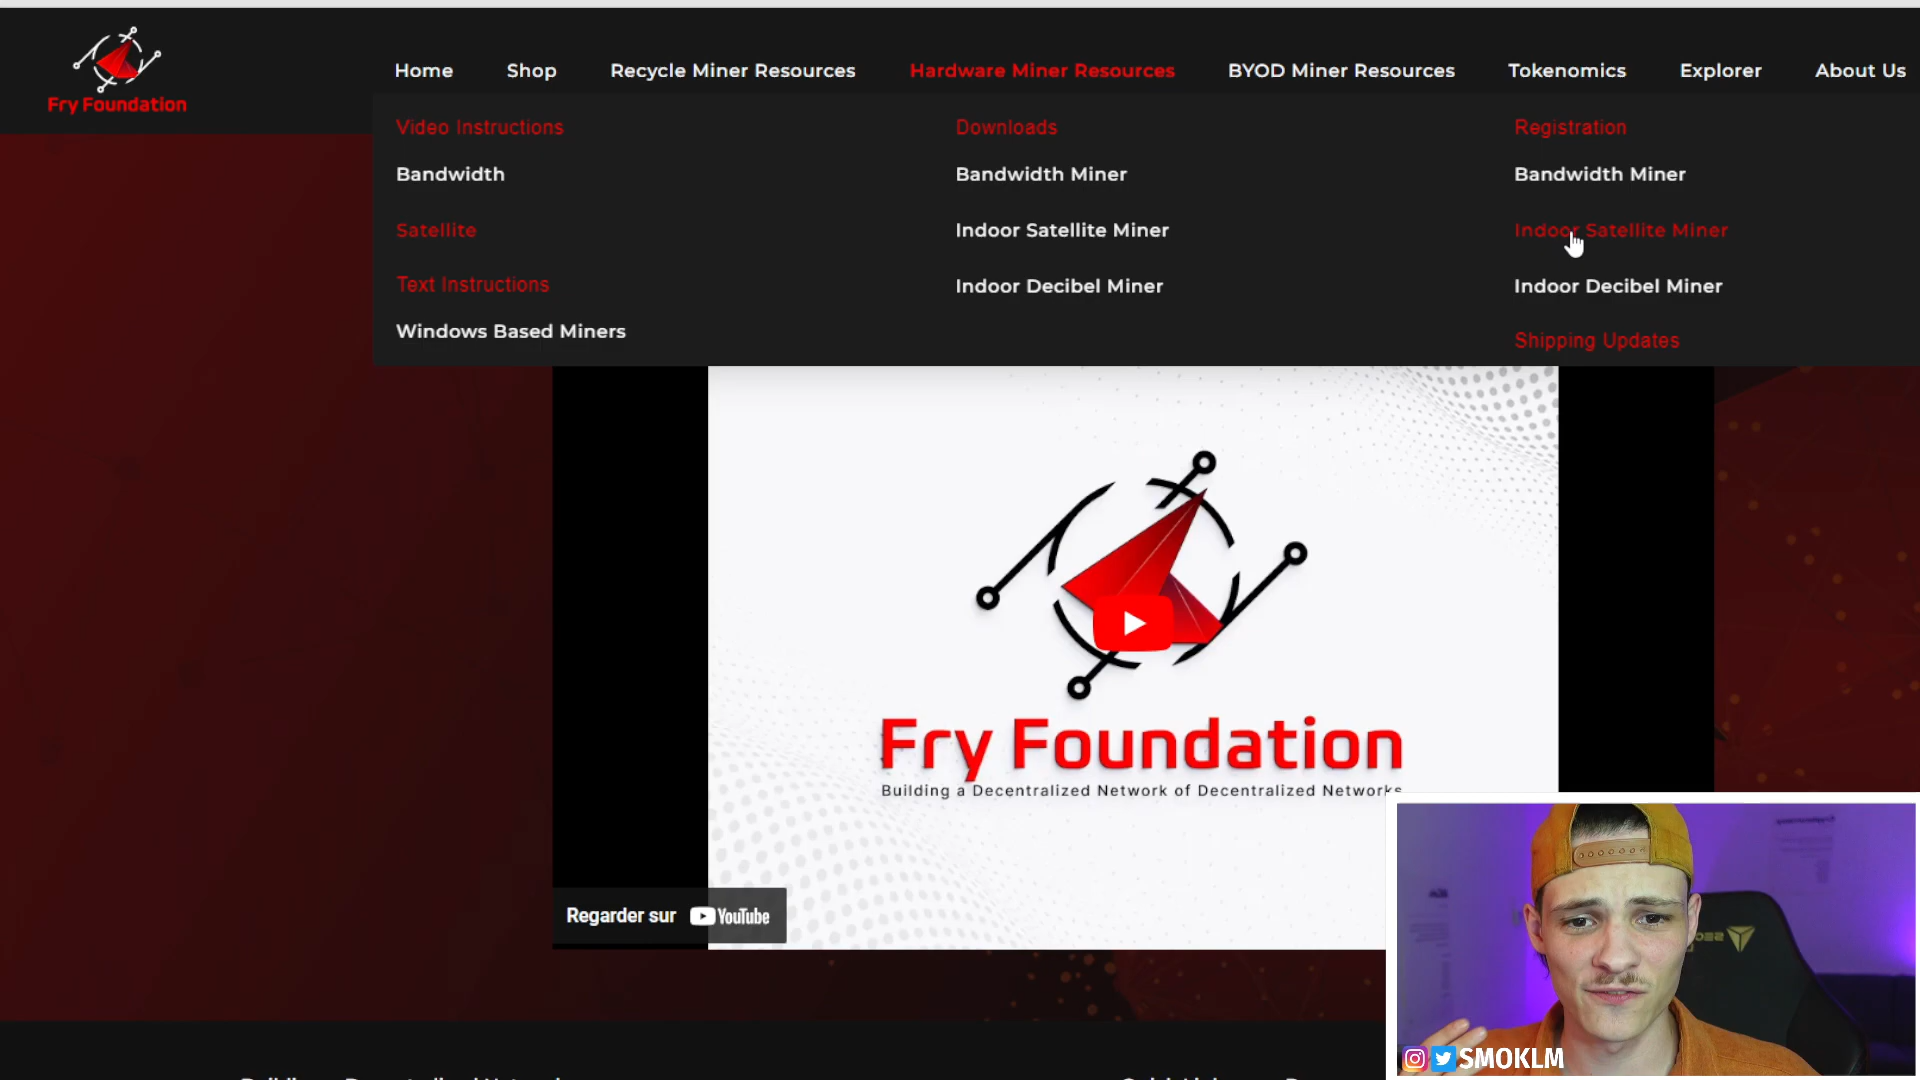 Fry Foundation
Home Shop Recycle Miner Resources Hardware Miner Resources BYOD Miner Resources Tokenomics Explorer About Us
Video Instructions Downloads Registration
Bandwidth Bandwidth Miner Bandwidth Miner
Satellite Indoor Satellite Miner Indoor Satellite Miner
Text Instructions Indoor Decibel Miner Indoor Decibel Miner
Windows Based Miners
Shipping Updates
Fry Foundation
Building a Decentralized Network of Decentralized Networks
Regarder sur YouTube
SMOKLM